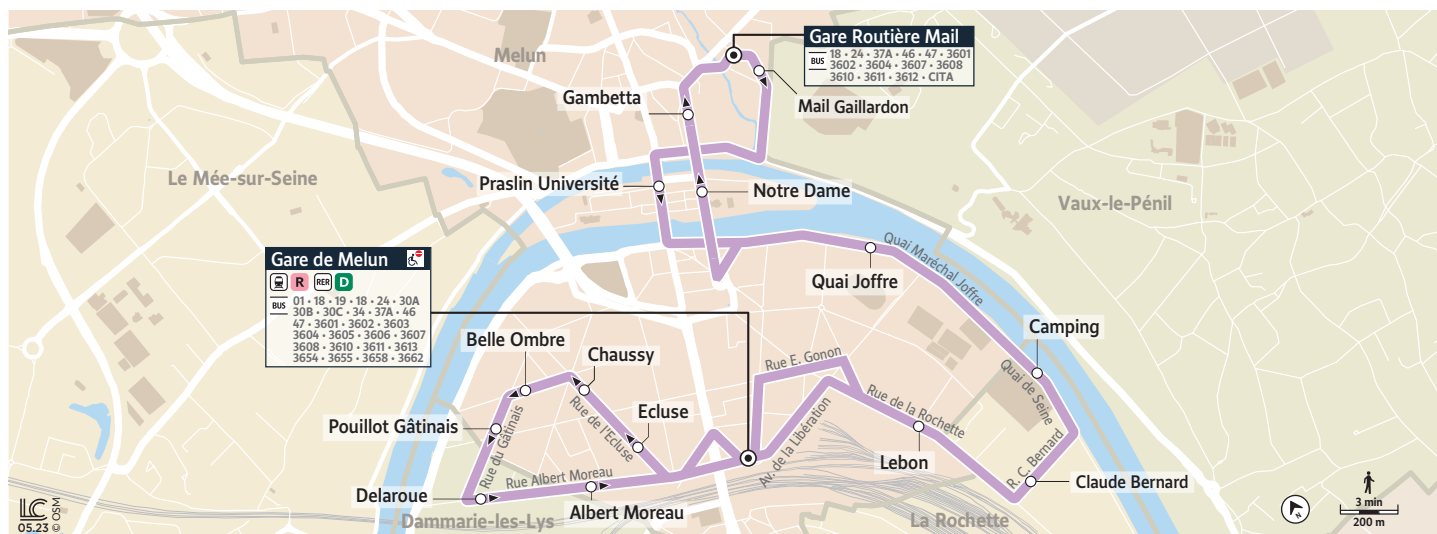 Gare Routière Mail
BUS
18 • 24 • 37A • 46 • 47 • 3601
3602 • 3604 • 3607 • 3608
3610 • 3611 • 3612 • CITA
Melun
Gambetta
Mail Gaillardon
Le Mée-sur-Seine
Praslin Université
Notre Dame
Vaux-le-Pénil
Gare de Melun
R
RER
D
BUS
01 • 18 • 19 • 18 • 24 • 30A
30B • 30C • 34 • 37A • 46
47 • 3601 • 3602 • 3603
3604 • 3605 • 3606 • 3607
3608 • 3610 • 3611 • 3613
3654 • 3655 • 3658 • 3662
Quai Maréchal Joffre
Quai Joffre
Camping
Belle Ombre
Chaussy
Rue E. Gonon
Quai de Seine
Rue de la Rochette
Ecluse
Rue de l'Ecluse
Pouillot Gâtinais
Rue du Gâtinais
Av. de la Libération
Lebon
R. C. Bernard
Claude Bernard
Rue Albert Moreau
Delaroue
Albert Moreau
Dammarie-les-Lys
La Rochette
LC
05.23
© OSM
N
3 min
200 m